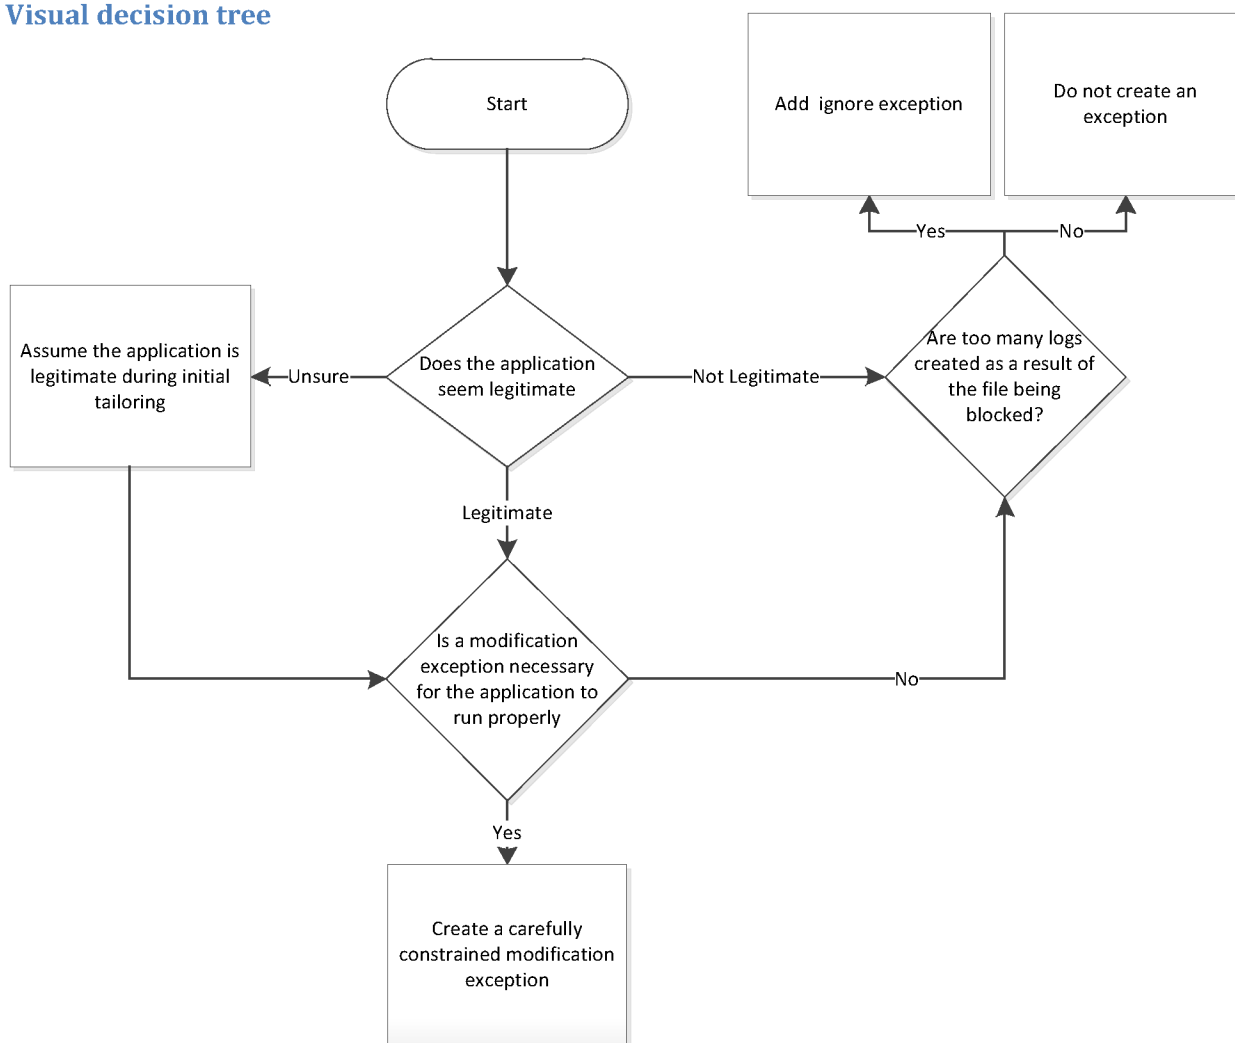 Visual decision tree
Start
Add  ignore exception
Do not create an
exception
Yes
No
Assume the application is
legitimate during initial
tailoring
Unsure
Does the application
seem legitimate
Not Legitimate
Are too many logs
created as a result of
the file being
blocked?
Legitimate
Is a modification
exception necessary
for the application to
run properly
No
Yes
Create a carefully
constrained modification
exception